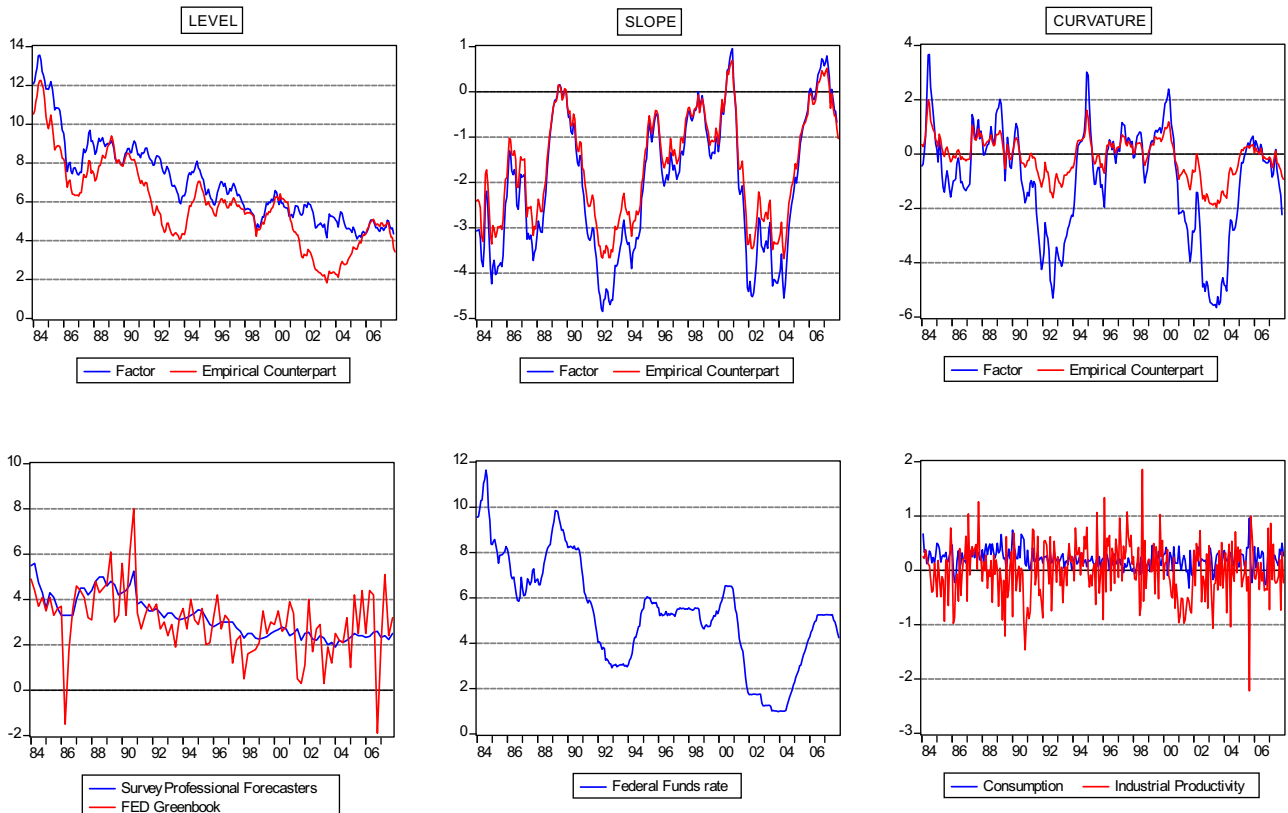 LEVEL
14
12
10
8
6
4
2
0
84 86 88 90 92 94 96 98 00 02 04 06
Factor Empirical Counterpart
SLOPE
1
0
-1
-2
-3
-4
-5
84 86 88 90 92 94 96 98 00 02 04 06
Factor Empirical Counterpart
CURVATURE
4
2
0
-2
-4
-6
84 86 88 90 92 94 96 98 00 02 04 06
Factor Empirical Counterpart
10
8
6
4
2
0
-2
84 86 88 90 92 94 96 98 00 02 04 06
Survey Professional Forecasters
FED Greenbook
12
10
8
6
4
2
0
84 86 88 90 92 94 96 98 00 02 04 06
Federal Funds rate
2
1
0
-1
-2
-3
84 86 88 90 92 94 96 98 00 02 04 06
Consumption Industrial Productivity